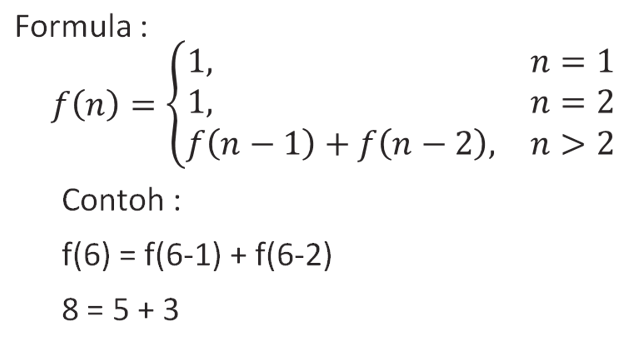 Formula :
1, n = 1
f(n) = { 1, n = 2
f(n − 1) + f(n − 2), n > 2
Contoh :
f(6) = f(6-1) + f(6-2)
8 = 5 + 3